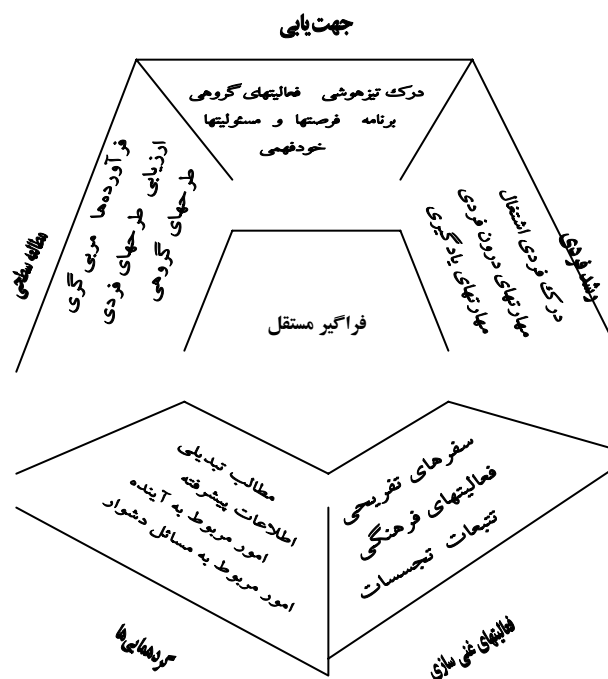 جهت‌یابی
درک تیزهوشی فعالیتهای گروهی
برنامه فرصتها و مسئولیتها
خودفهمی
رشد فردی
درک فردی اشتغال
مهارتهای درون فردی
مهارتهای یادگیری
مطالعه سطحی
فرآورده‌ها مربی گری
ارزیابی طرحهای فردی
طرحهای گروهی
فراگیر مستقل
سفرهای تفریحی
فعالیتهای فرهنگی
تتبعات تجسسات
فعالیتهای غنی سازی
مطالب تبدیلی
اطلاعات پیشرفته
امور مربوط به آینده
امور مربوط به مسائل دشوار
گردهمایی‌ها